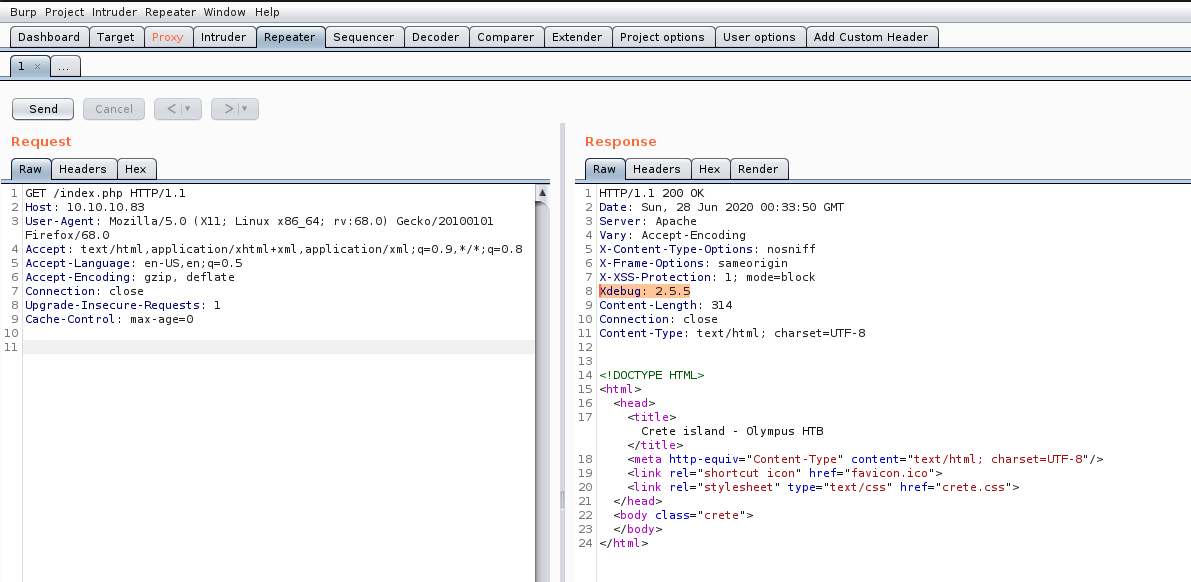 Burp Project Intruder Repeater Window Help
Dashboard Target Proxy Intruder Repeater Sequencer Decoder Comparer Extender Project options User options Add Custom Header
1 × ...
Send Cancel < ▼ > ▼
Request
Raw Headers Hex
1 GET /index.php HTTP/1.1
2 Host: 10.10.10.83
3 User-Agent: Mozilla/5.0 (X11; Linux x86_64; rv:68.0) Gecko/20100101
Firefox/68.0
4 Accept: text/html,application/xhtml+xml,application/xml;q=0.9,*/*;q=0.8
5 Accept-Language: en-US,en;q=0.5
6 Accept-Encoding: gzip, deflate
7 Connection: close
8 Upgrade-Insecure-Requests: 1
9 Cache-Control: max-age=0
10
11
Response
Raw Headers Hex Render
1 HTTP/1.1 200 OK
2 Date: Sun, 28 Jun 2020 00:33:50 GMT
3 Server: Apache
4 Vary: Accept-Encoding
5 X-Content-Type-Options: nosniff
6 X-Frame-Options: sameorigin
7 X-XSS-Protection: 1; mode=block
8 Xdebug: 2.5.5
9 Content-Length: 314
10 Connection: close
11 Content-Type: text/html; charset=UTF-8
12
13
14 <!DOCTYPE HTML>
15 <html>
16 <head>
17 <title>
Crete island - Olympus HTB
</title>
18 <meta http-equiv="Content-Type" content="text/html; charset=UTF-8"/>
19 <link rel="shortcut icon" href="favicon.ico">
20 <link rel="stylesheet" type="text/css" href="crete.css">
21 </head>
22 <body class="crete">
23 </body>
24 </html>